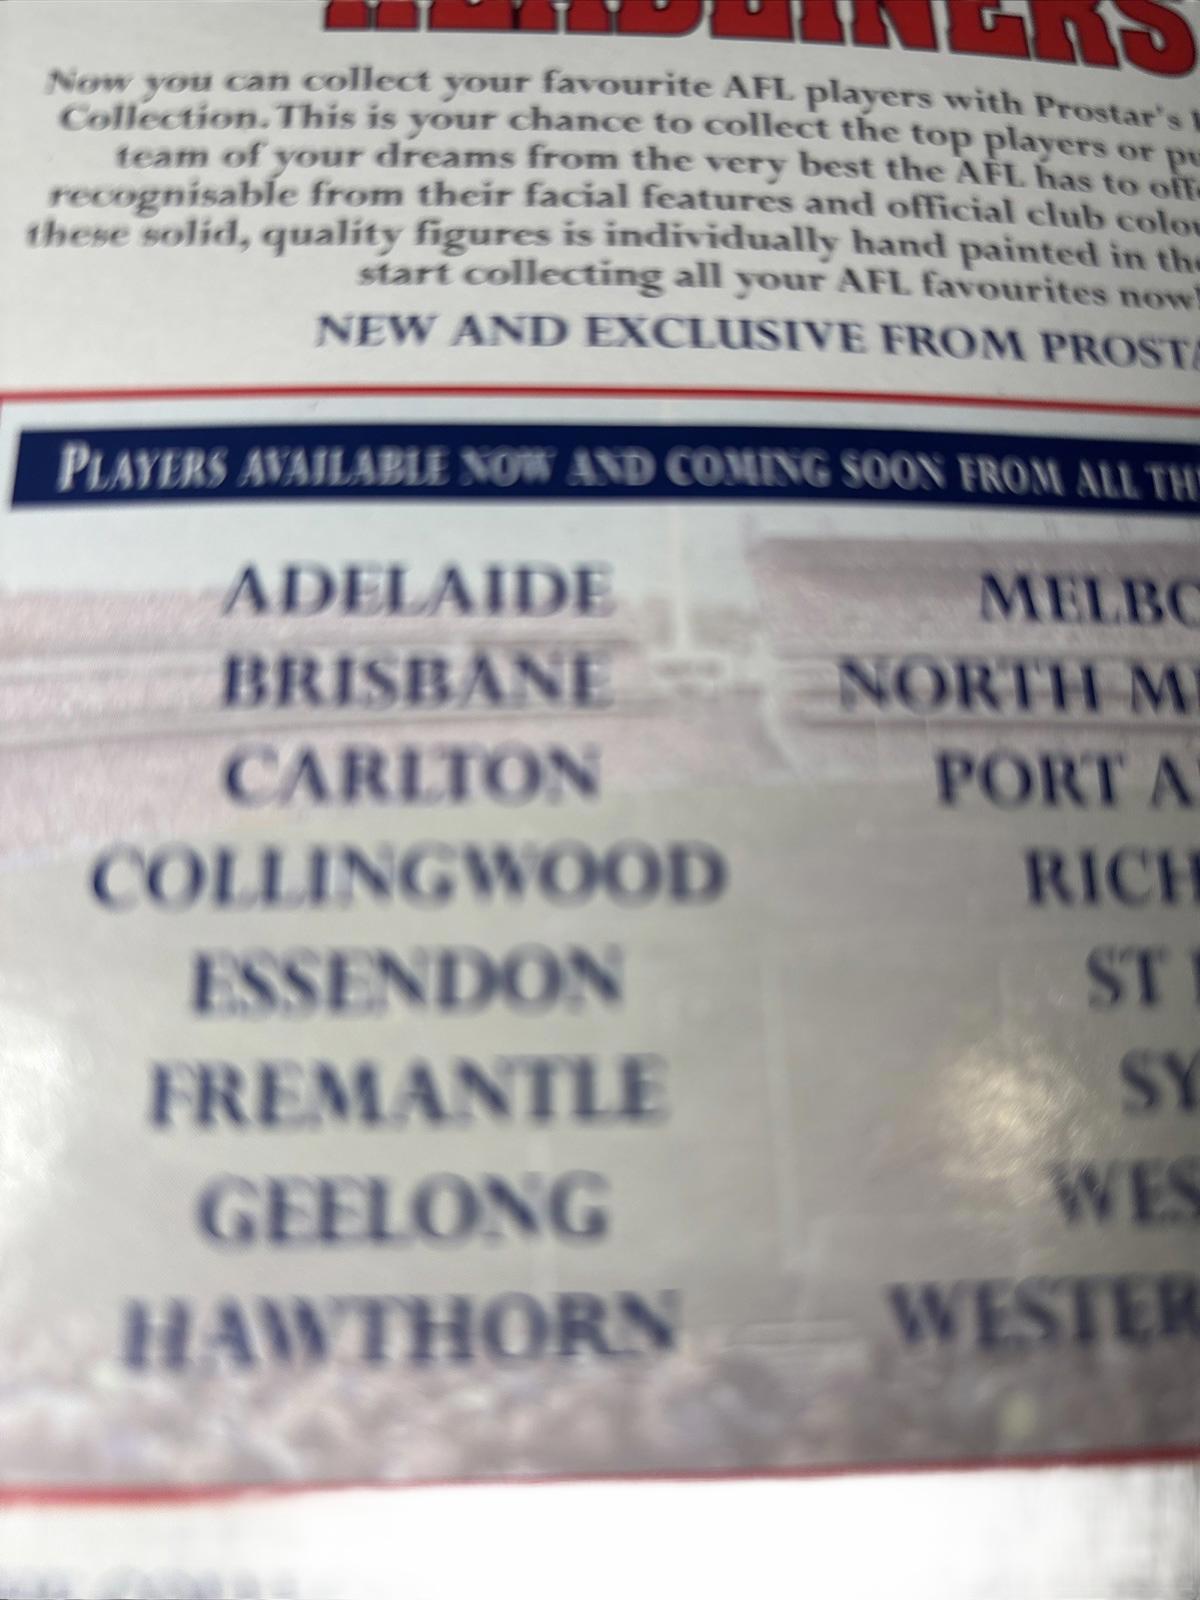 HEADLINERS
Now you can collect your favourite AFL players with Prostar's
Collection. This is your chance to collect the top players or
team of your dreams from the very best the AFL has to
recognisable from their facial features and official club
these solid, quality figures is individually hand painted in
start collecting all your AFL favourites now!
NEW AND EXCLUSIVE FROM
PLAYERS AVAILABLE NOW AND COMING SOON FROM ALL
ADELAIDE
BRISBANE
CARLTON
COLLINGWOOD
ESSENDON
FREMANTLE
GEELONG
HAWTHORN
NORTH
PORT
ST